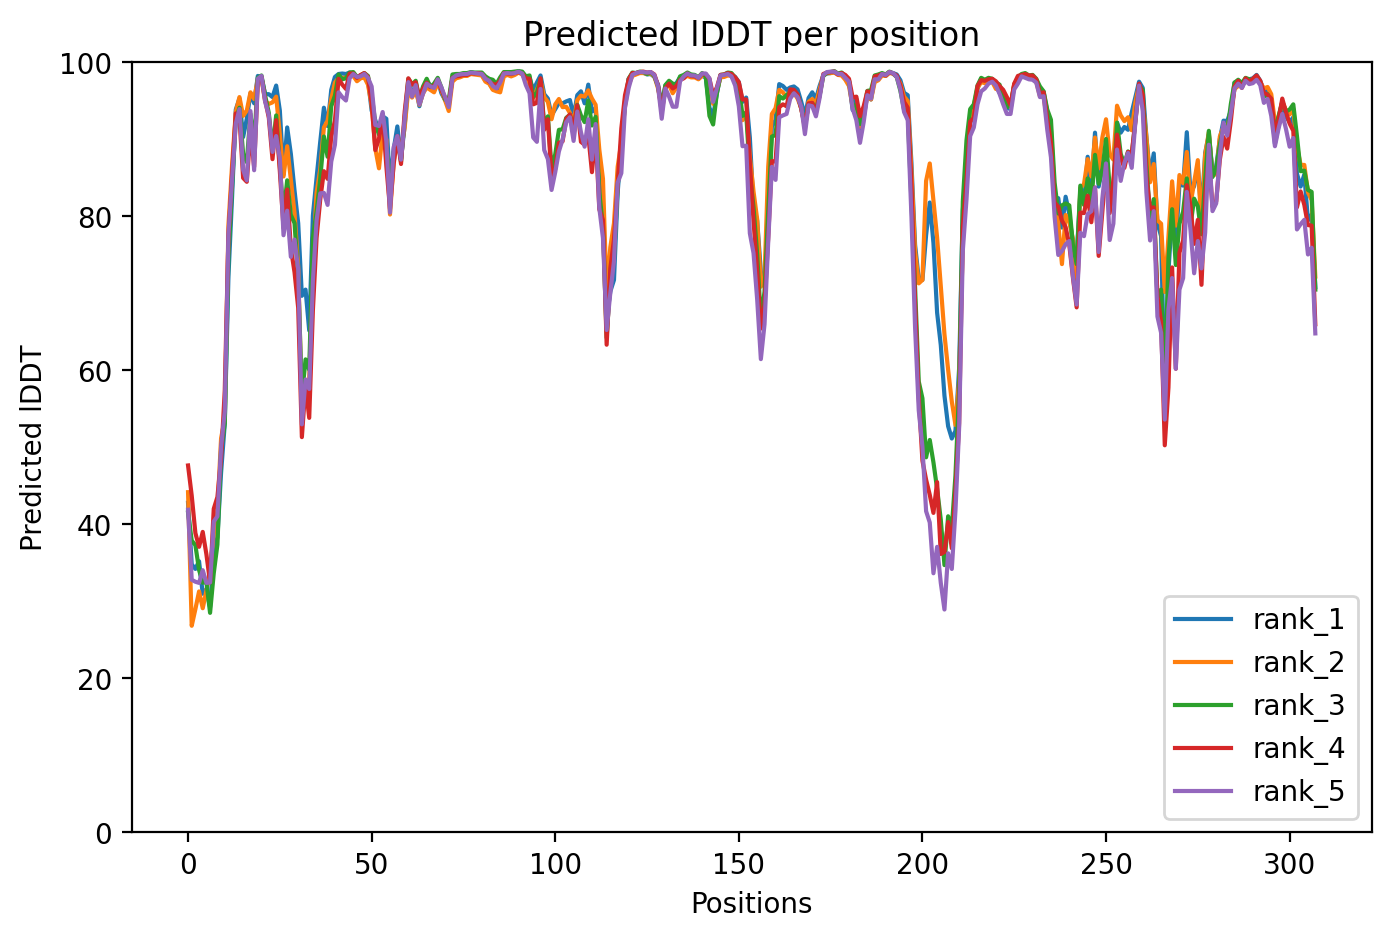 Predicted lDDT per position
100
80
60
40
20
0
Predicted lDDT
0 50 100 150 200 250 300
Positions
rank_1
rank_2
rank_3
rank_4
rank_5